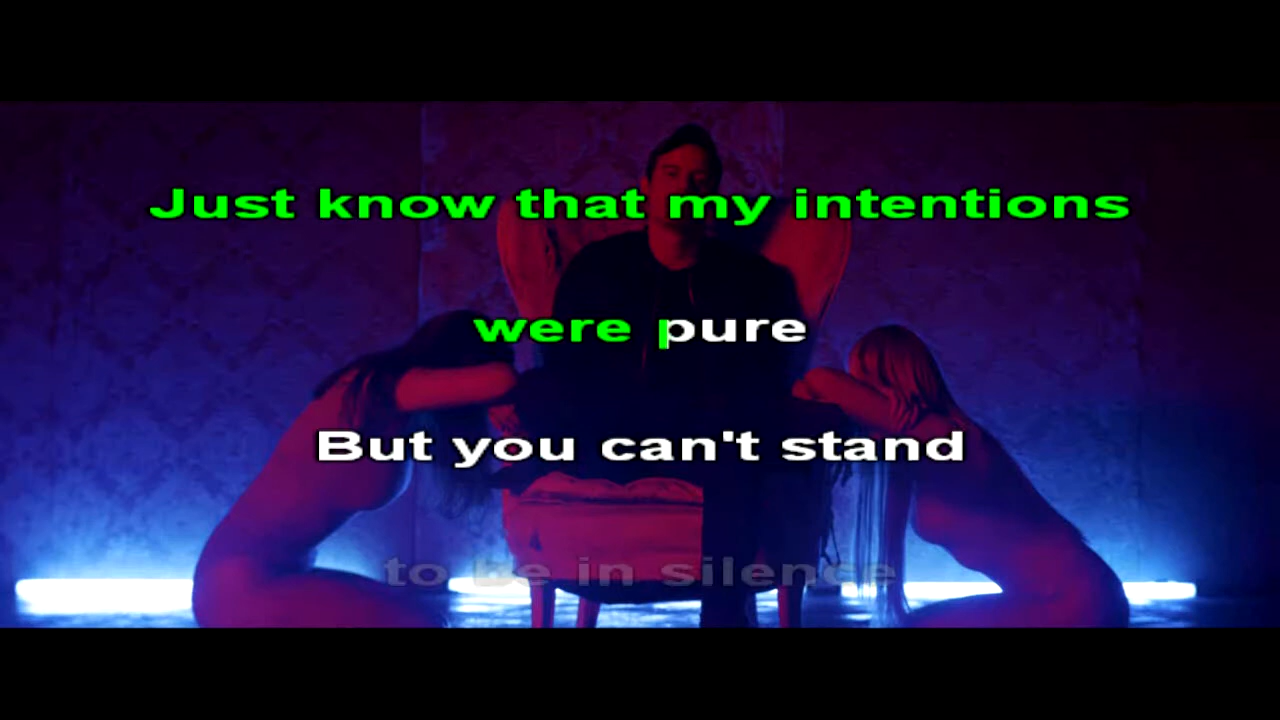 Just know that my intentions
were pure
But you can't stand
to be in silence